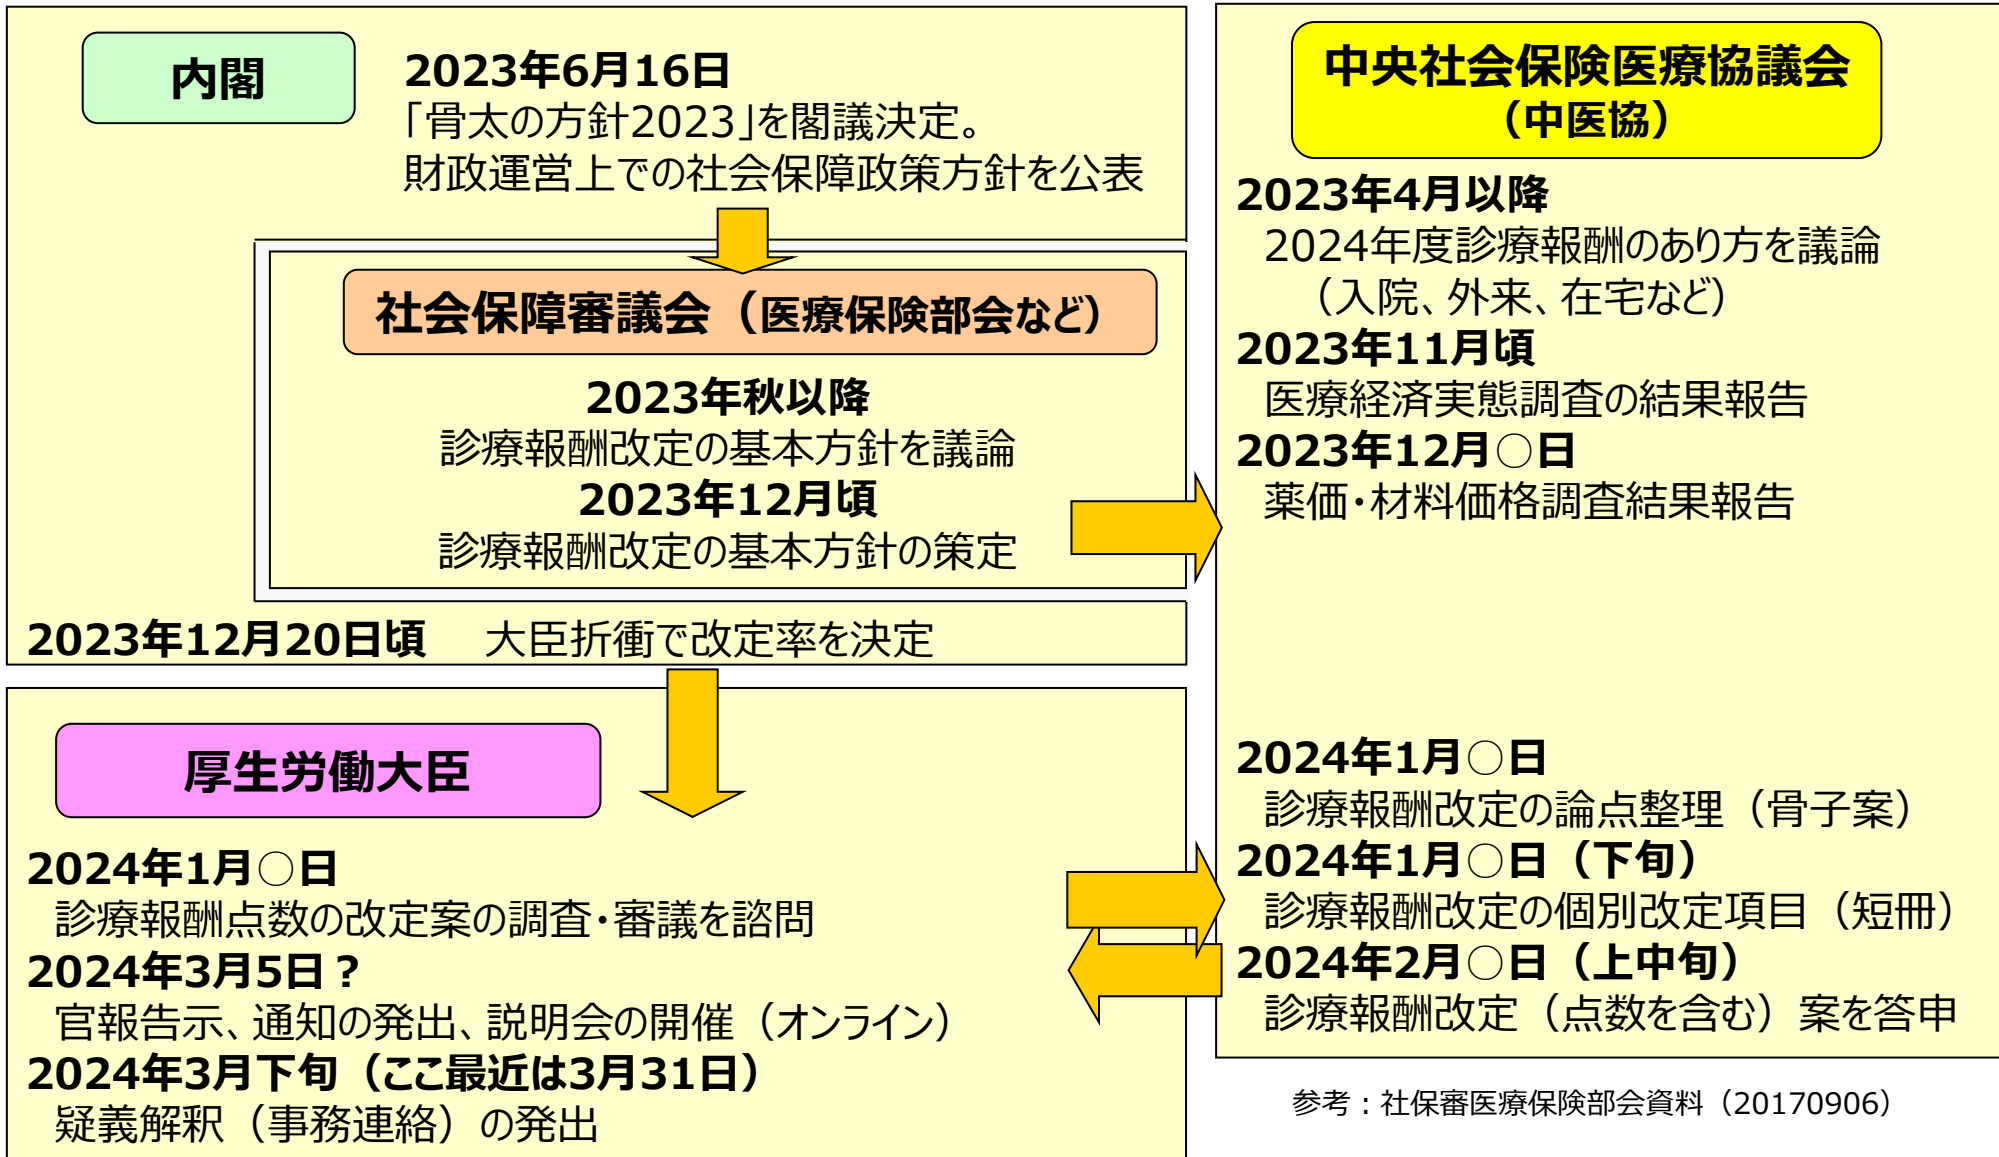 内閣
2023年6月16日
「骨太の方針2023」を閣議決定。
財政運営上での社会保障政策方針を公表
社会保障審議会（医療保険部会など）
2023年秋以降
診療報酬改定の基本方針を議論
2023年12月頃
診療報酬改定の基本方針の策定
2023年12月20日頃　大臣折衝で改定率を決定
厚生労働大臣
2024年1月○日
診療報酬点数の改定案の調査・審議を諮問
2024年3月5日？
官報告示、通知の発出、説明会の開催（オンライン）
2024年3月下旬（ここ最近は3月31日）
疑義解釈（事務連絡）の発出
中央社会保険医療協議会
（中医協）
2023年4月以降
2024年度診療報酬のあり方を議論
（入院、外来、在宅など）
2023年11月頃
医療経済実態調査の結果報告
2023年12月○日
薬価・材料価格調査結果報告
2024年1月○日
診療報酬改定の論点整理（骨子案）
2024年1月○日（下旬）
診療報酬改定の個別改定項目（短冊）
2024年2月○日（上中旬）
診療報酬改定（点数を含む）案を答申
参考：社保審医療保険部会資料（20170906）